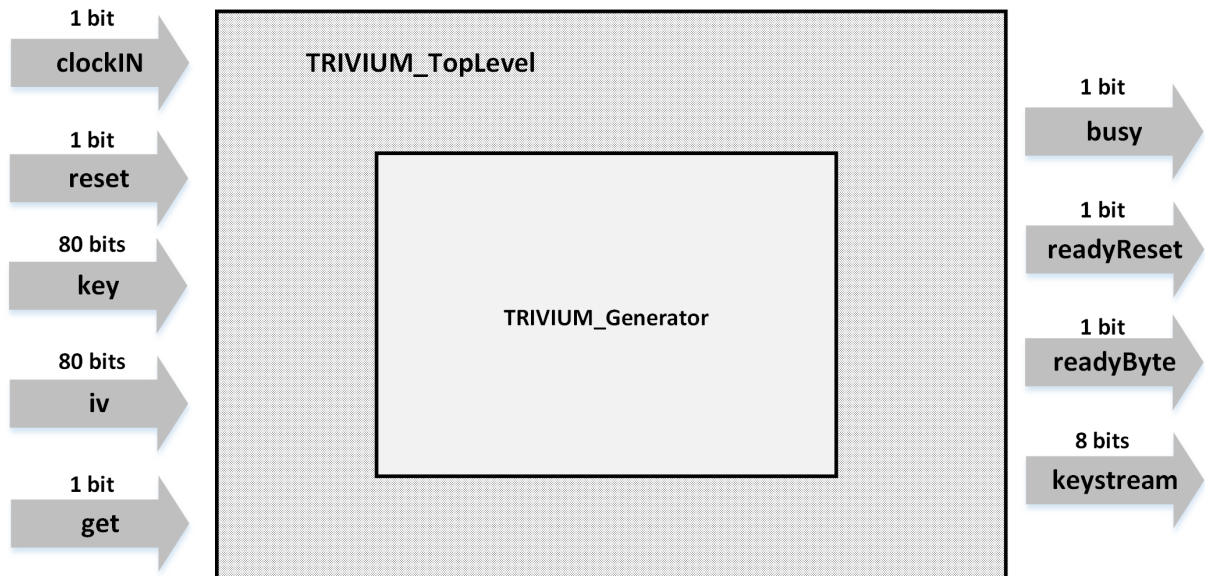 1 bit
clockIN
1 bit
reset
80 bits
key
80 bits
iv
1 bit
get
TRIVIUM_TopLevel
TRIVIUM_Generator
1 bit
busy
1 bit
readyReset
1 bit
readyByte
8 bits
keystream